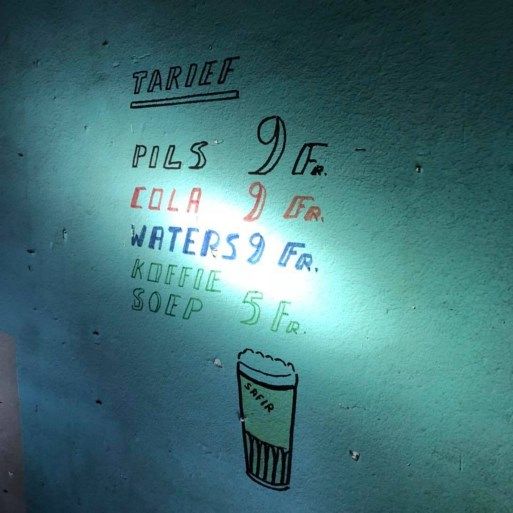 TARIEF
PILS 9 Fr.
COLA 9 Fr.
WATERS 9 Fr.
KOFFIE
SOEP 5 Fr.
SAFIR